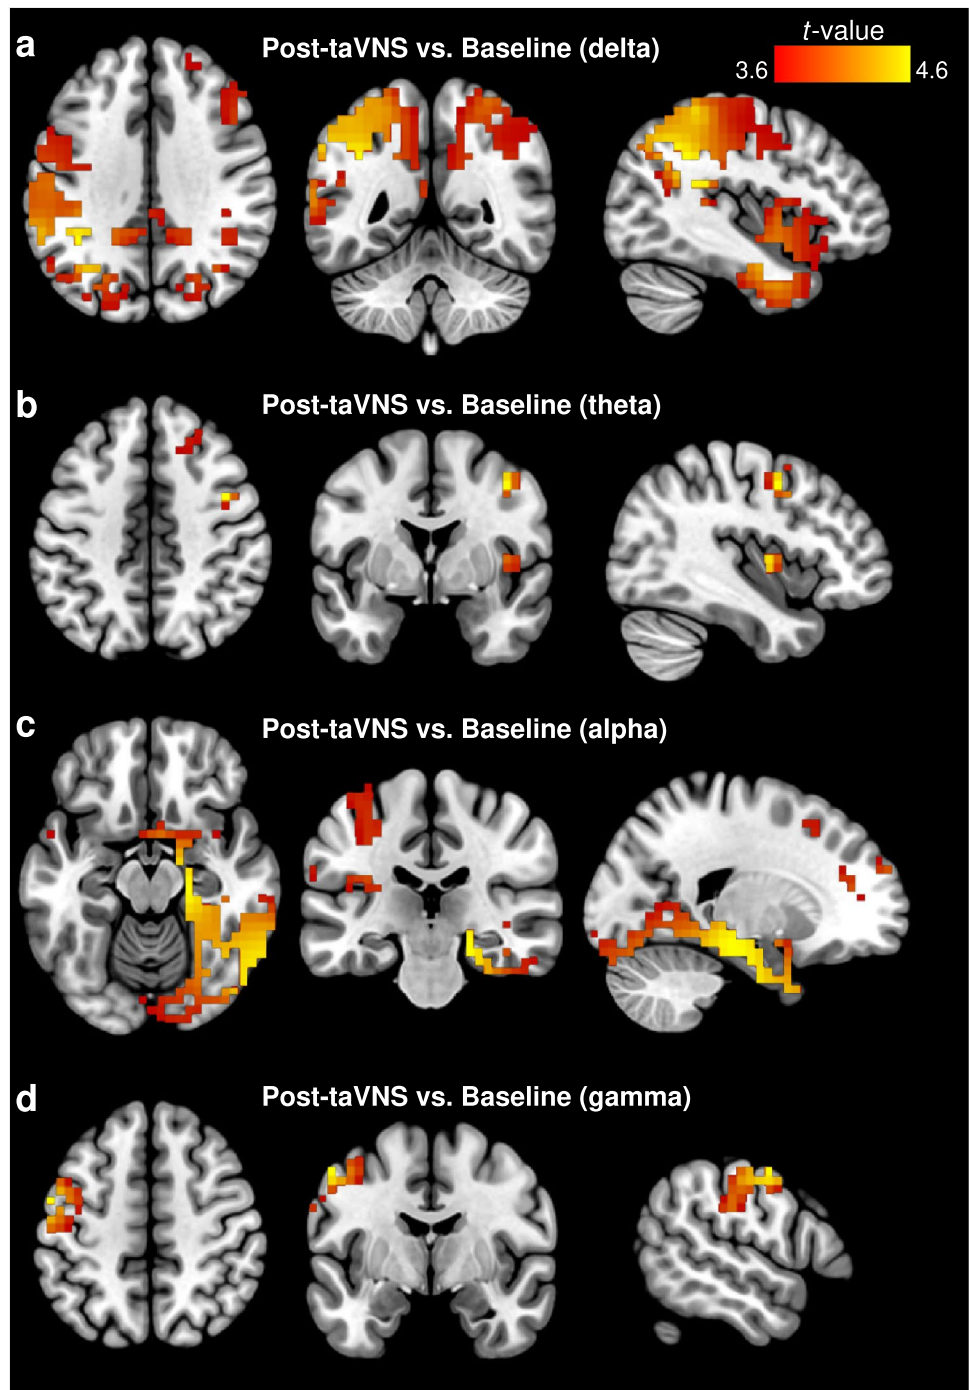 a
Post-taVNS vs. Baseline (delta)
t-value
3.6
4.6
b
Post-taVNS vs. Baseline (theta)
c
Post-taVNS vs. Baseline (alpha)
d
Post-taVNS vs. Baseline (gamma)